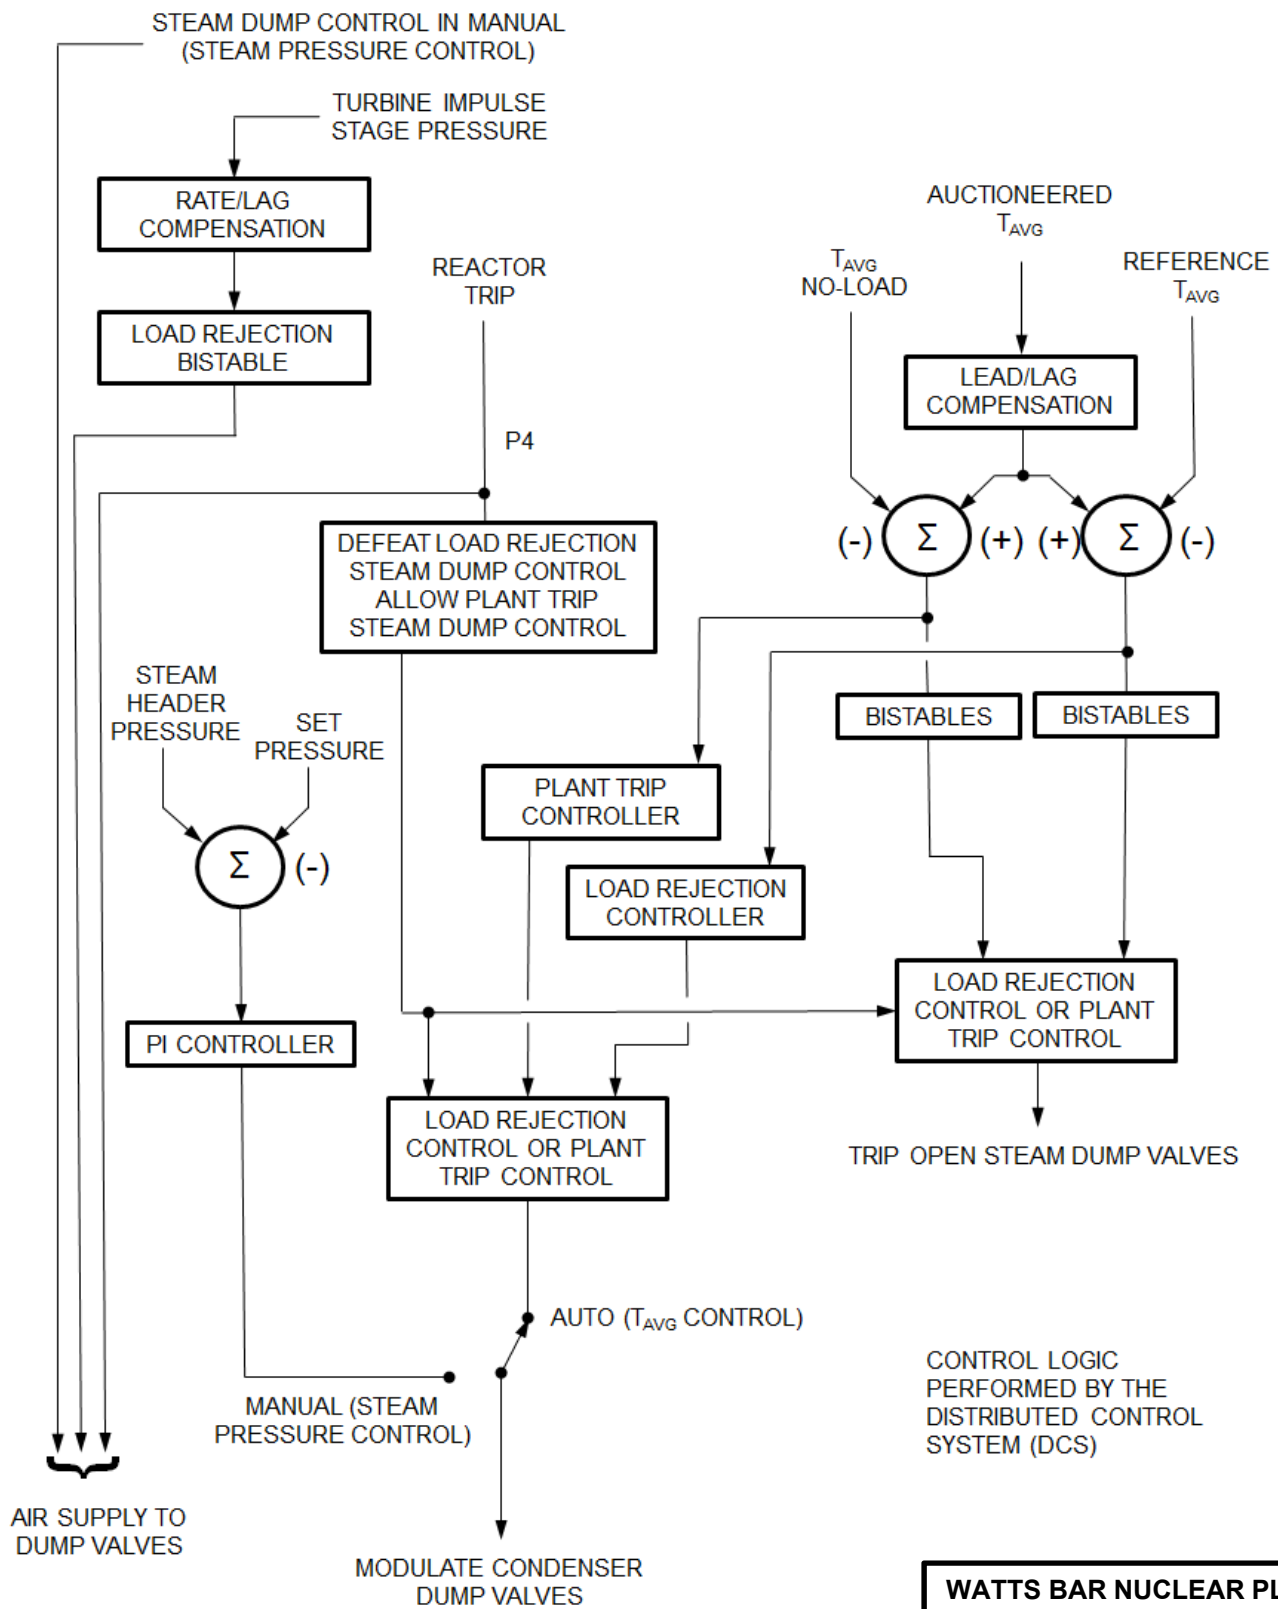 STEAM DUMP CONTROL IN MANUAL
(STEAM PRESSURE CONTROL)
TURBINE IMPULSE
STAGE PRESSURE
RATE/LAG
COMPENSATION
LOAD REJECTION
BISTABLE
REACTOR
TRIP
P4
AUCTIONEERED
TAVG
TAVG
NO-LOAD
REFERENCE
TAVG
LEAD/LAG
COMPENSATION
(-) Σ (+) (+) Σ (-)
DEFEAT LOAD REJECTION
STEAM DUMP CONTROL
ALLOW PLANT TRIP
STEAM DUMP CONTROL
STEAM
HEADER
PRESSURE
SET
PRESSURE
Σ (-)
BISTABLES
BISTABLES
PLANT TRIP
CONTROLLER
LOAD REJECTION
CONTROLLER
PI CONTROLLER
LOAD REJECTION
CONTROL OR PLANT
TRIP CONTROL
LOAD REJECTION
CONTROL OR PLANT
TRIP CONTROL
TRIP OPEN STEAM DUMP VALVES
AUTO (TAVG CONTROL)
MANUAL (STEAM
PRESSURE CONTROL)
CONTROL LOGIC
PERFORMED BY THE
DISTRIBUTED CONTROL
SYSTEM (DCS)
AIR SUPPLY TO
DUMP VALVES
MODULATE CONDENSER
DUMP VALVES
WATTS BAR NUCLEAR PL